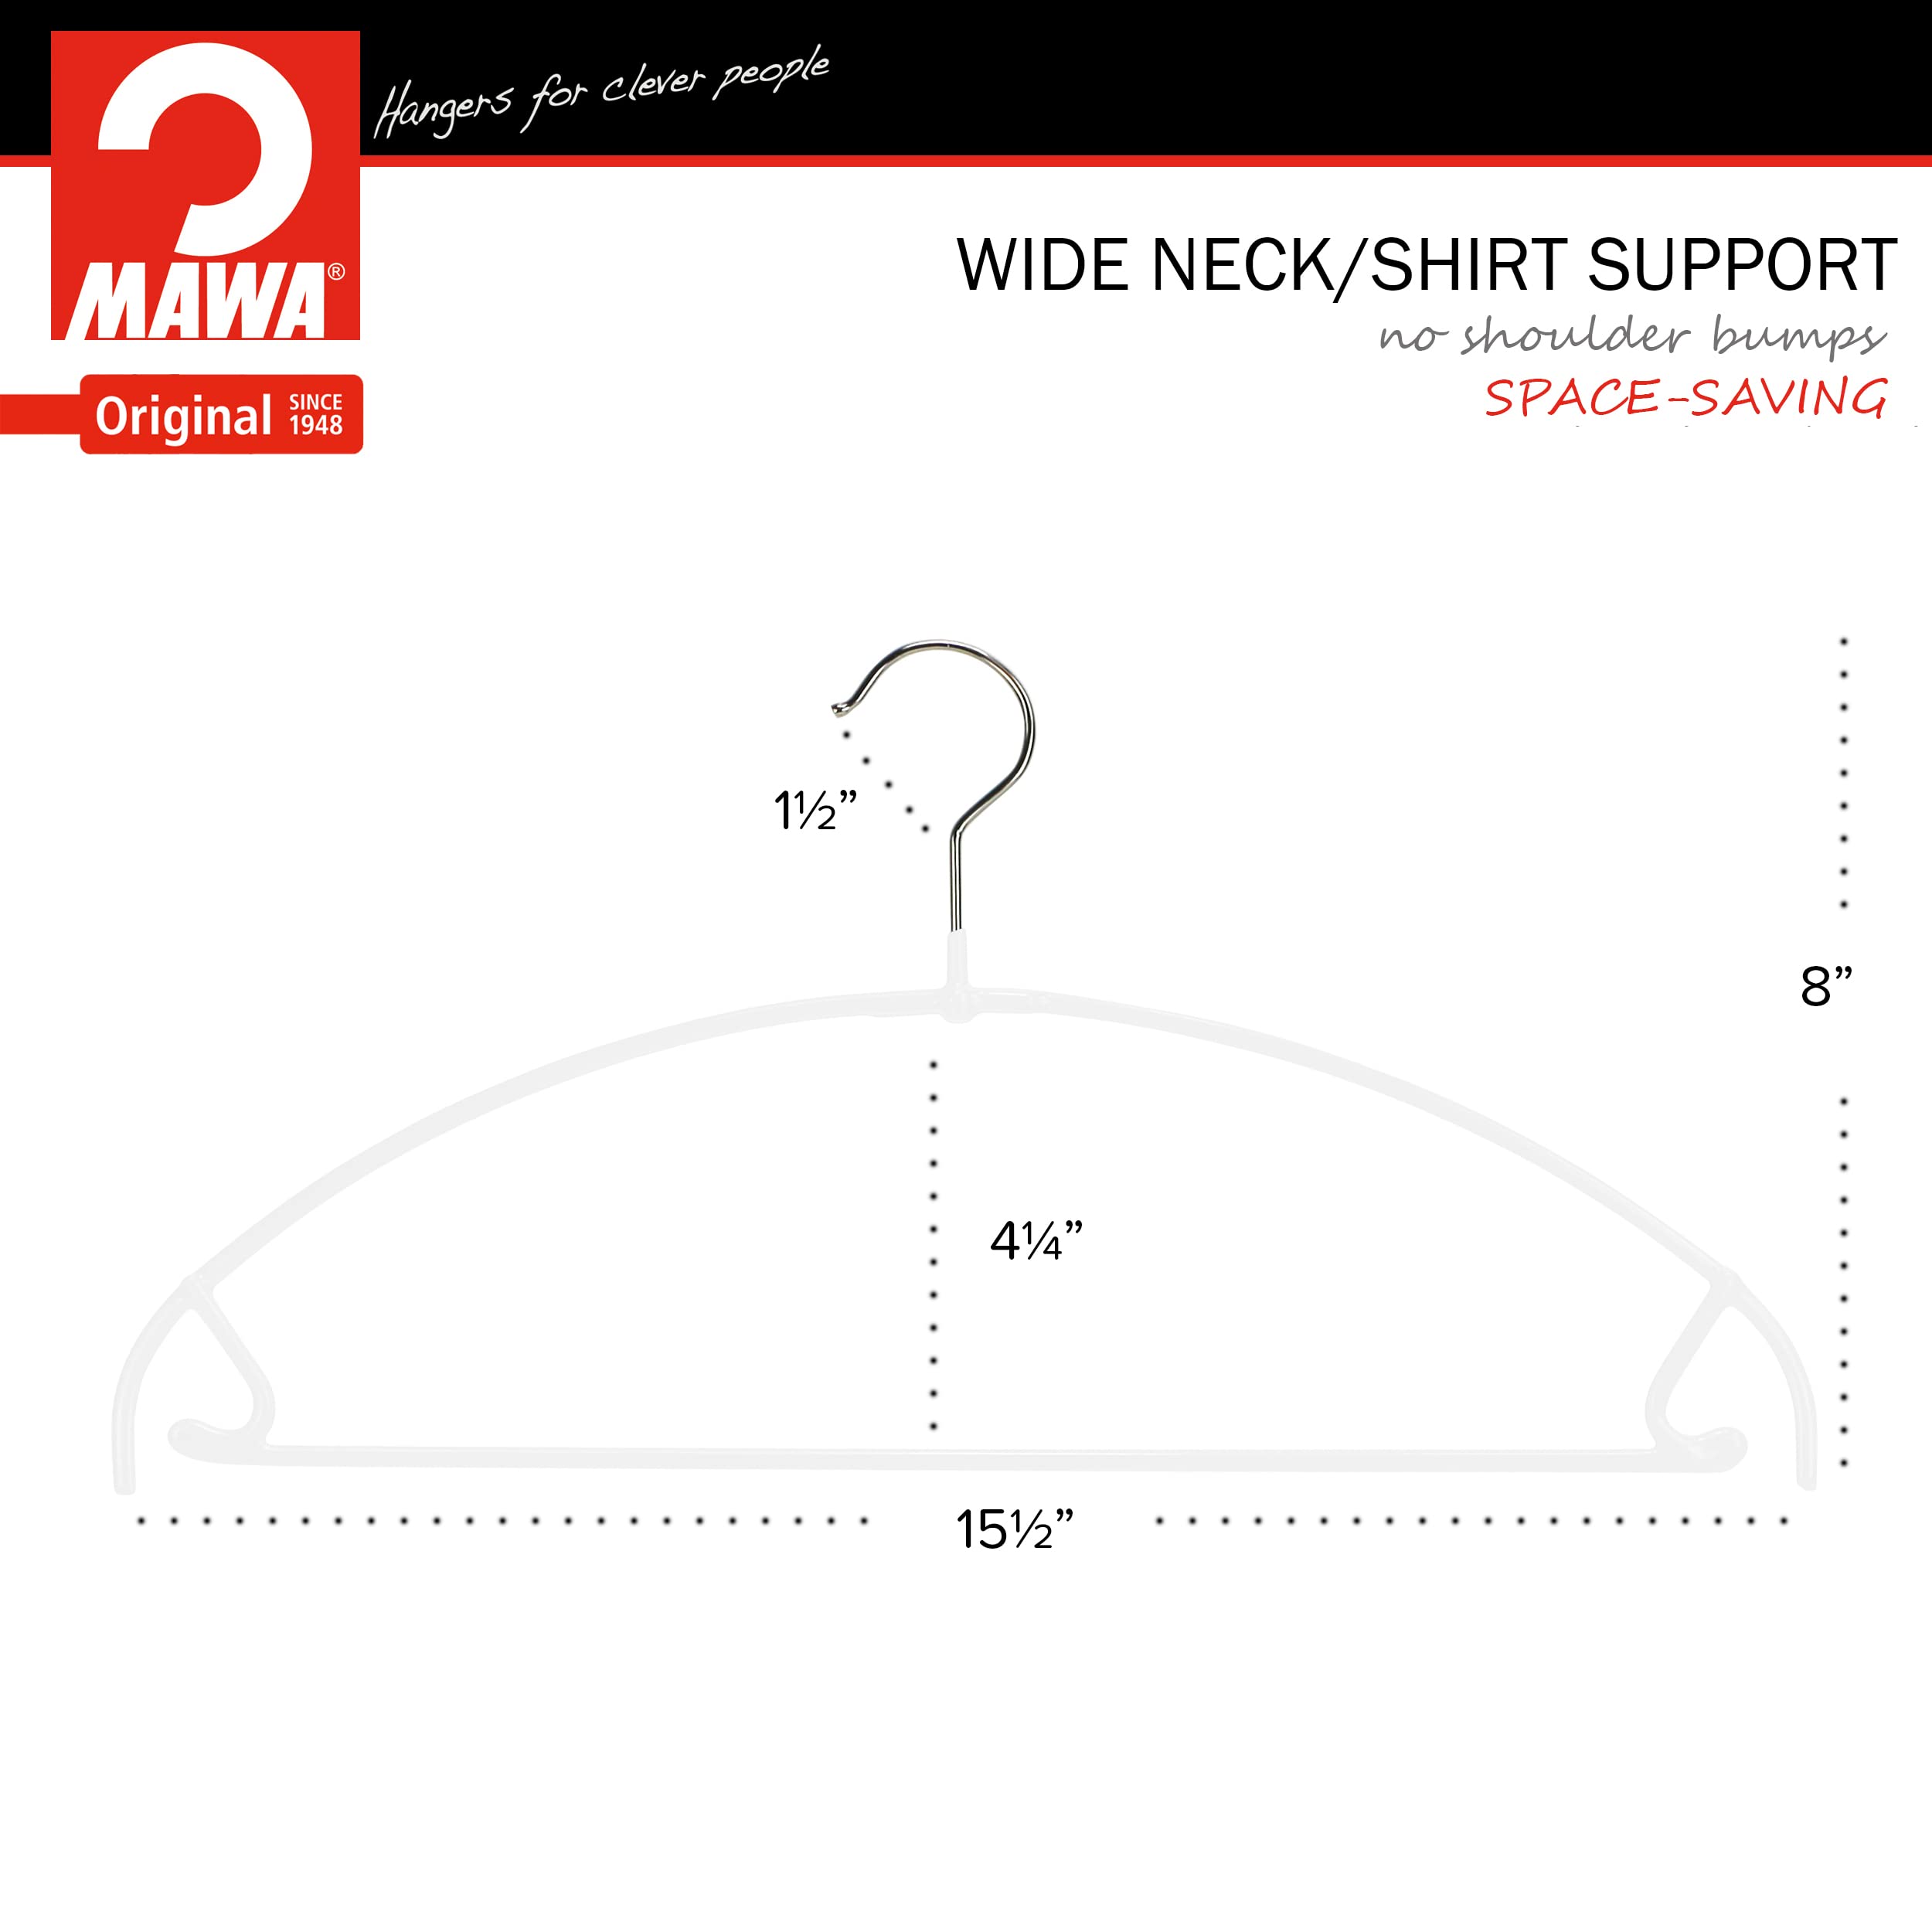 Hangers for clever people
MAWA®
Original SINCE 1948
WIDE NECK/SHIRT SUPPORT
no shoulder bumps
SPACE-SAVING
1½”
8”
4¼”
15½”